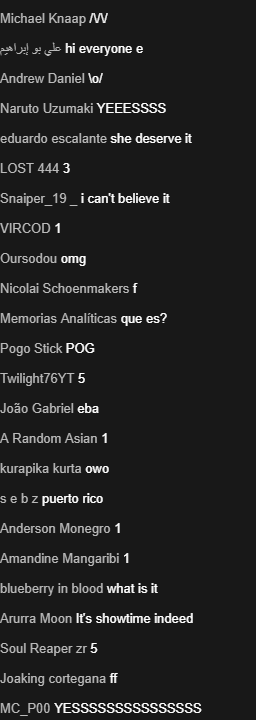 Michael Knaap /\/\/
علي بو إبراهيم hi everyone e
Andrew Daniel \o/
Naruto Uzumaki YEEESSSS
eduardo escalante she deserve it
LOST 444 3
Snaiper_19 _ i can't believe it
VIRCOD 1
Oursodou omg
Nicolai Schoenmakers f
Memorias Analíticas que es?
Pogo Stick POG
Twilight76YT 5
João Gabriel eba
A Random Asian 1
kurapika kurta owo
s e b z puerto rico
Anderson Monegro 1
Amandine Mangaribi 1
blueberry in blood what is it
Arurra Moon It's showtime indeed
Soul Reaper zr 5
Joaking cortegana ff
MC_P00 YESSSSSSSSSSSSSSS